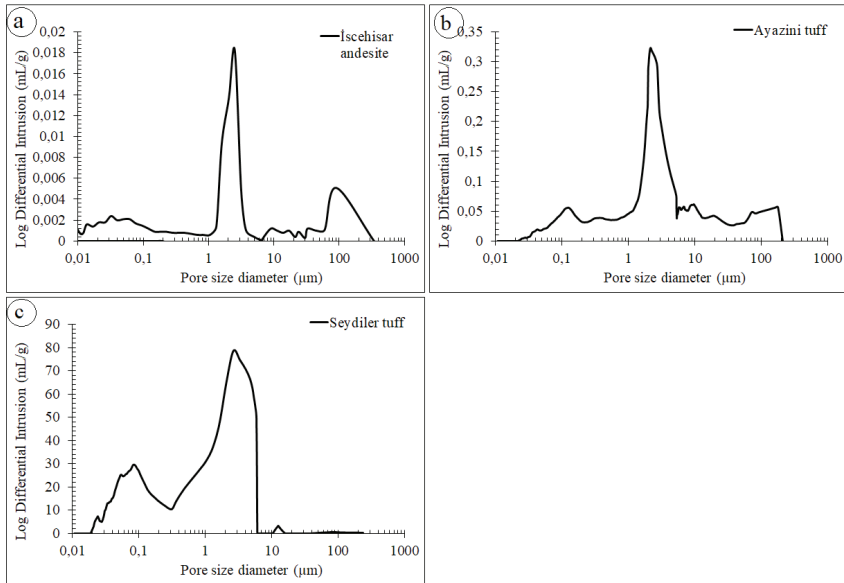 a
İscehisar
andesite
Log Differential Intrusion (mL/g)
0,02
0,018
0,016
0,014
0,012
0,01
0,008
0,006
0,004
0,002
0
0,01 0,1 1 10 100 1000
Pore size diameter (µm)
b
Ayazini tuff
Log Differential Intrusion (mL/g)
0,35
0,3
0,25
0,2
0,15
0,1
0,05
0
0,01 0,1 1 10 100 1000
Pore size diameter (µm)
c
Seydiler tuff
Log Differential Intrusion (mL/g)
90
80
70
60
50
40
30
20
10
0
0,01 0,1 1 10 100 1000
Pore size diameter (µm)